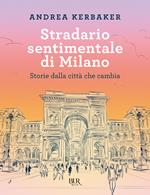 ANDREA KERBAKER
Stradario
sentimentale
di Milano
Storie dalla città che cambia
BUR